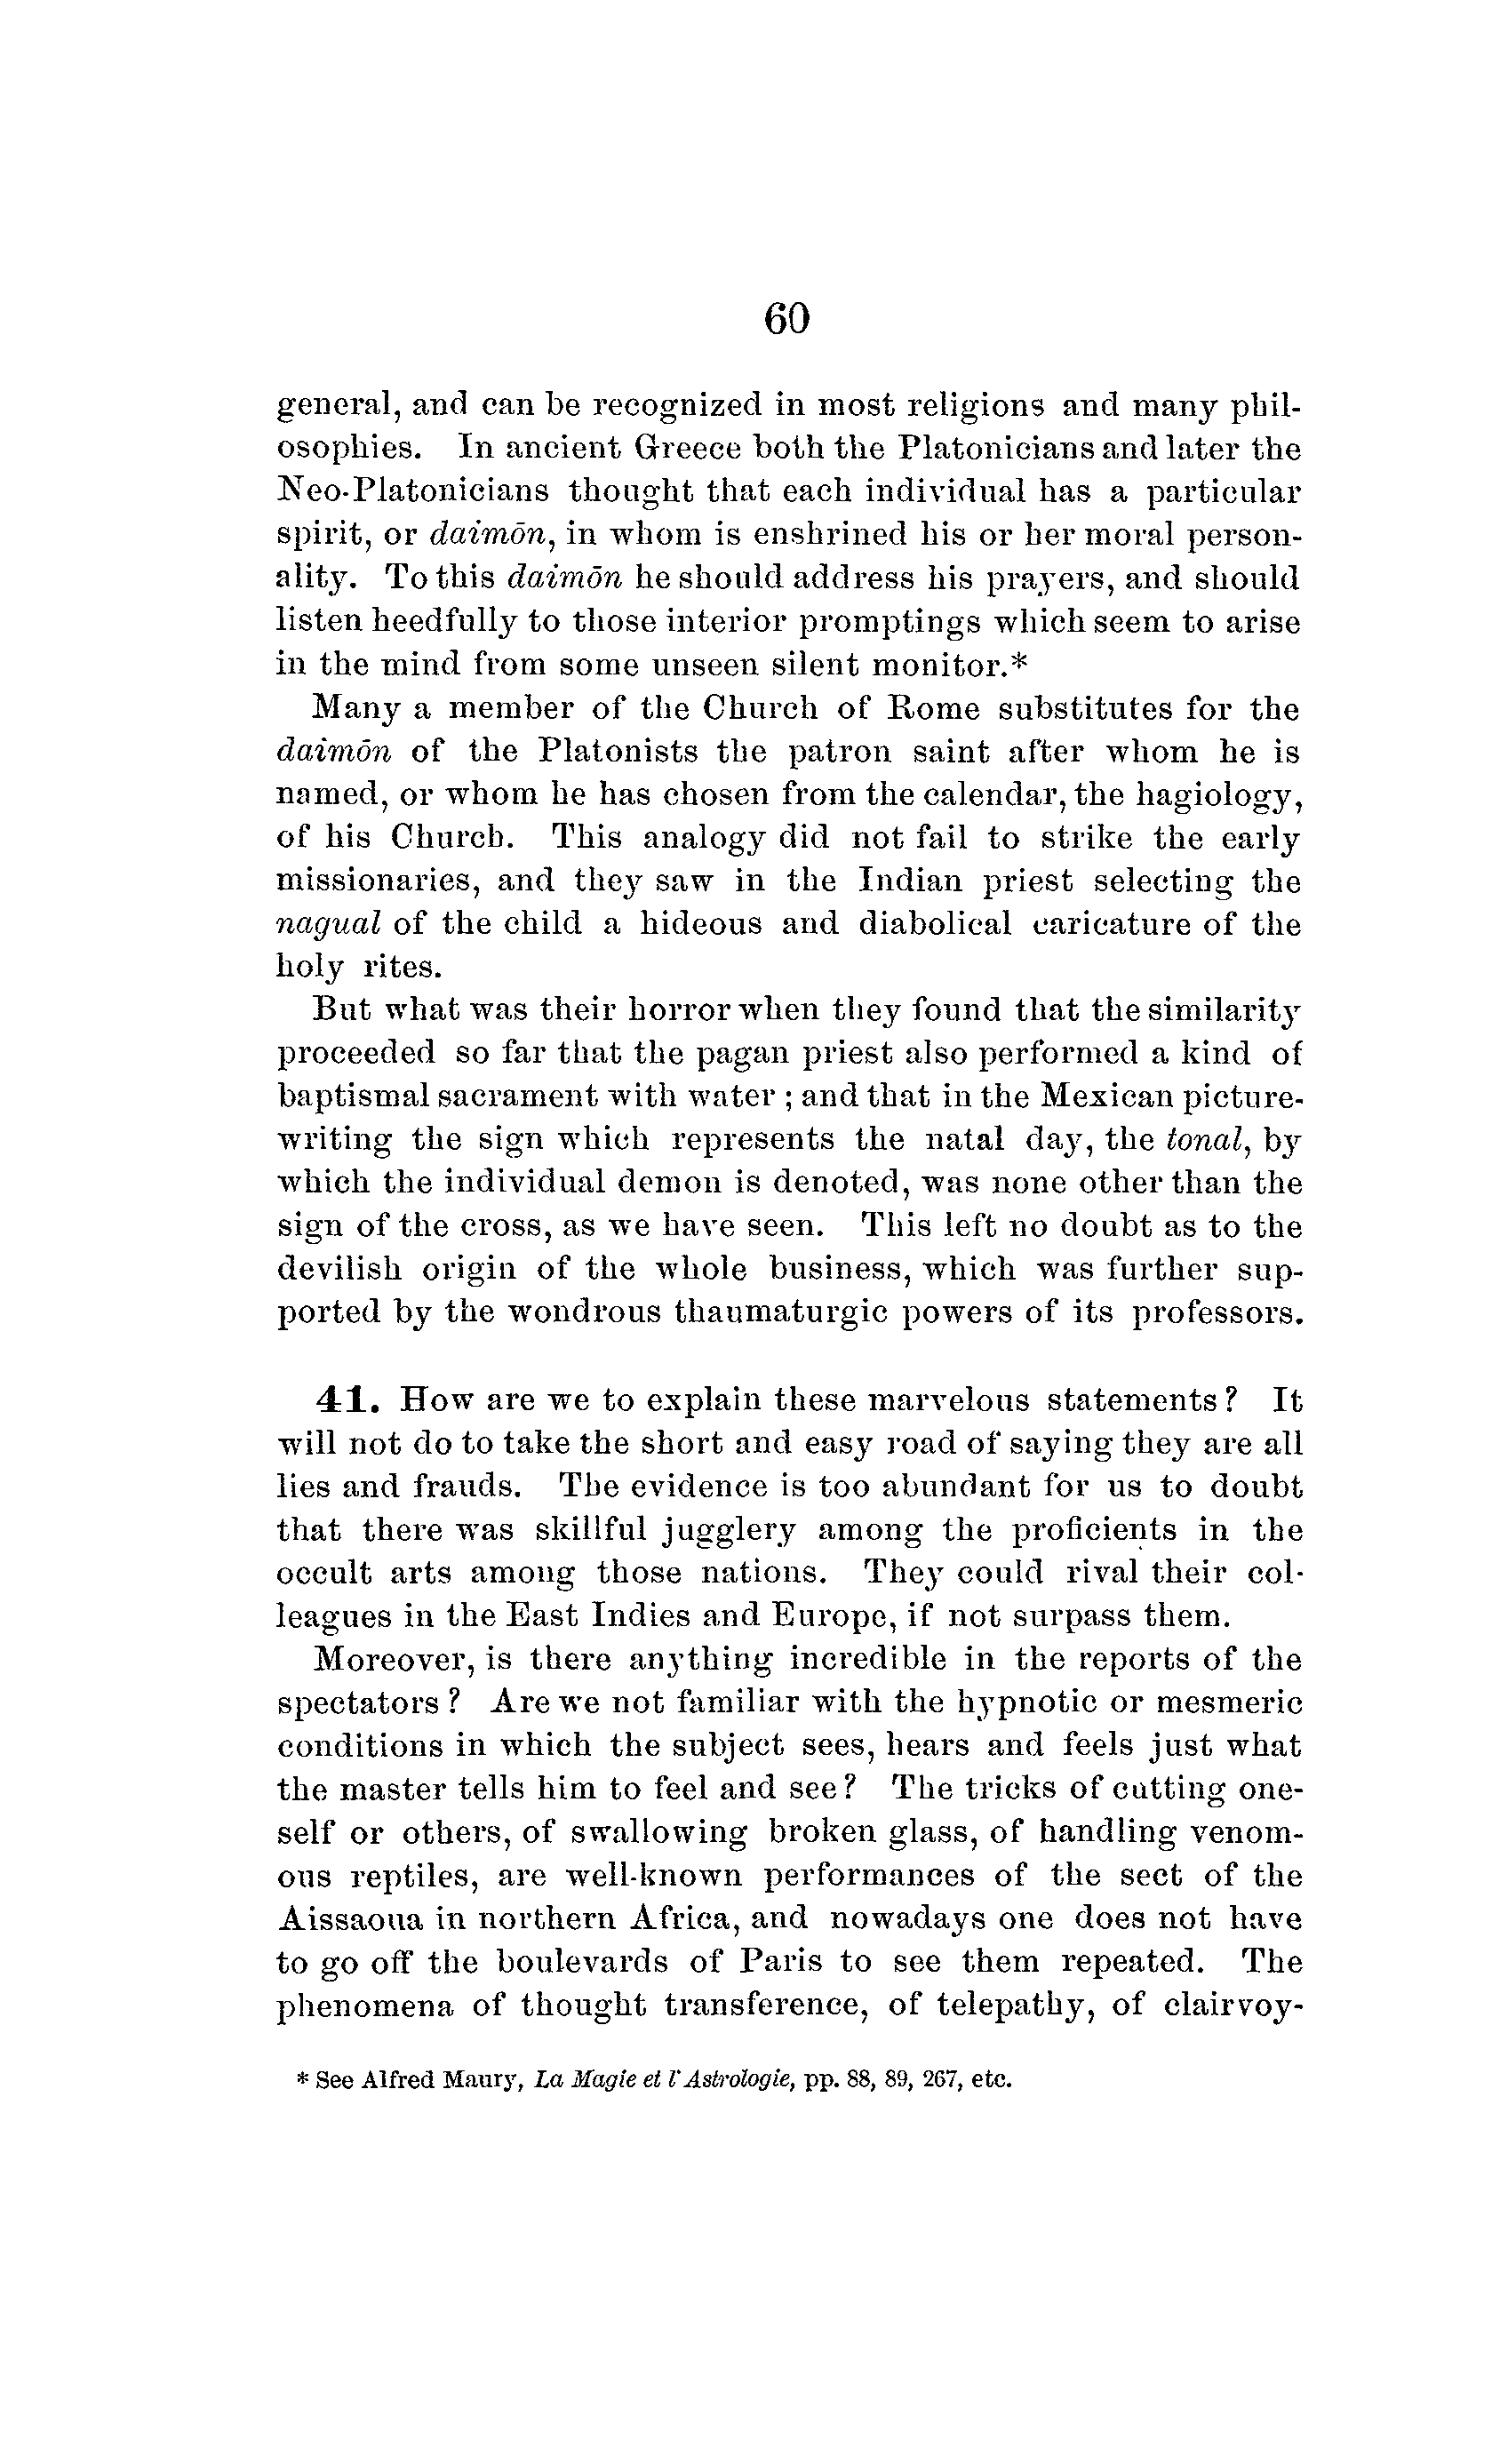 60
general, and can be recognized in most religions and many phil-
osophies. In ancient Greece both the Platonicians and later the
Neo-Platonicians thought that each individual has a particular
spirit, or daimōn, in whom is enshrined his or her moral person-
ality. To this daimōn he should address his prayers, and should
listen heedfully to those interior promptings which seem to arise
in the mind from some unseen silent monitor.*
Many a member of the Church of Rome substitutes for the
daimōn of the Platonists the patron saint after whom he is
named, or whom he has chosen from the calendar, the hagiology,
of his Church. This analogy did not fail to strike the early
missionaries, and they saw in the Indian priest selecting the
nagual of the child a hideous and diabolical caricature of the
holy rites.
But what was their horror when they found that the similarity
proceeded so far that the pagan priest also performed a kind of
baptismal sacrament with water ; and that in the Mexican picture-
writing the sign which represents the natal day, the tonal, by
which the individual demon is denoted, was none other than the
sign of the cross, as we have seen. This left no doubt as to the
devilish origin of the whole business, which was further sup-
ported by the wondrous thaumaturgic powers of its professors.
41. How are we to explain these marvelous statements ? It
will not do to take the short and easy road of saying they are all
lies and frauds. The evidence is too abundant for us to doubt
that there was skillful jugglery among the proficients in the
occult arts among those nations. They could rival their col-
leagues in the East Indies and Europe, if not surpass them.
Moreover, is there anything incredible in the reports of the
spectators ? Are we not familiar with the hypnotic or mesmeric
conditions in which the subject sees, hears and feels just what
the master tells him to feel and see ? The tricks of cutting one-
self or others, of swallowing broken glass, of handling venom-
ous reptiles, are well-known performances of the sect of the
Aissaoua in northern Africa, and nowadays one does not have
to go off the boulevards of Paris to see them repeated. The
phenomena of thought transference, of telepathy, of clairvoy-
* See Alfred Maury, La Magie et l'Astrologie, pp. 88, 89, 267, etc.